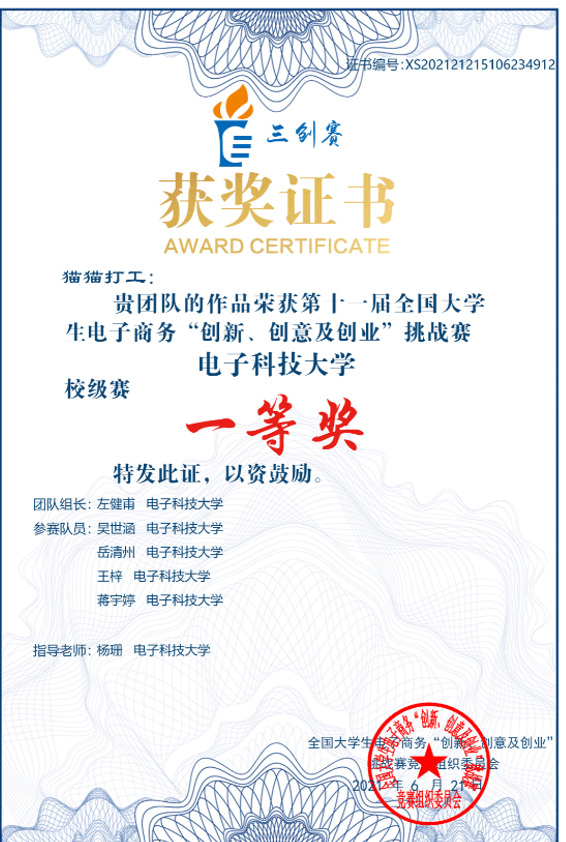 证书编号:XS202121215106234912
三创赛
获奖证书
AWARD CERTIFICATE
猫猫打工：
贵团队的作品荣获第十一届全国大学
生电子商务“创新、创意及创业”挑战赛
电子科技大学
校级赛
一等奖
特发此证，以资鼓励。
团队组长：左健甫 电子科技大学
参赛队员：吴世涵 电子科技大学
岳清州 电子科技大学
王梓 电子科技大学
蒋宇婷 电子科技大学
指导老师：杨珊 电子科技大学
全国大学生电子商务“创新、创意及创业”
挑战赛竞赛组织委员会
2021年 6 月 21 日
全国大学生电子商务“创新、创意及创业”挑战赛
竞赛组织委员会